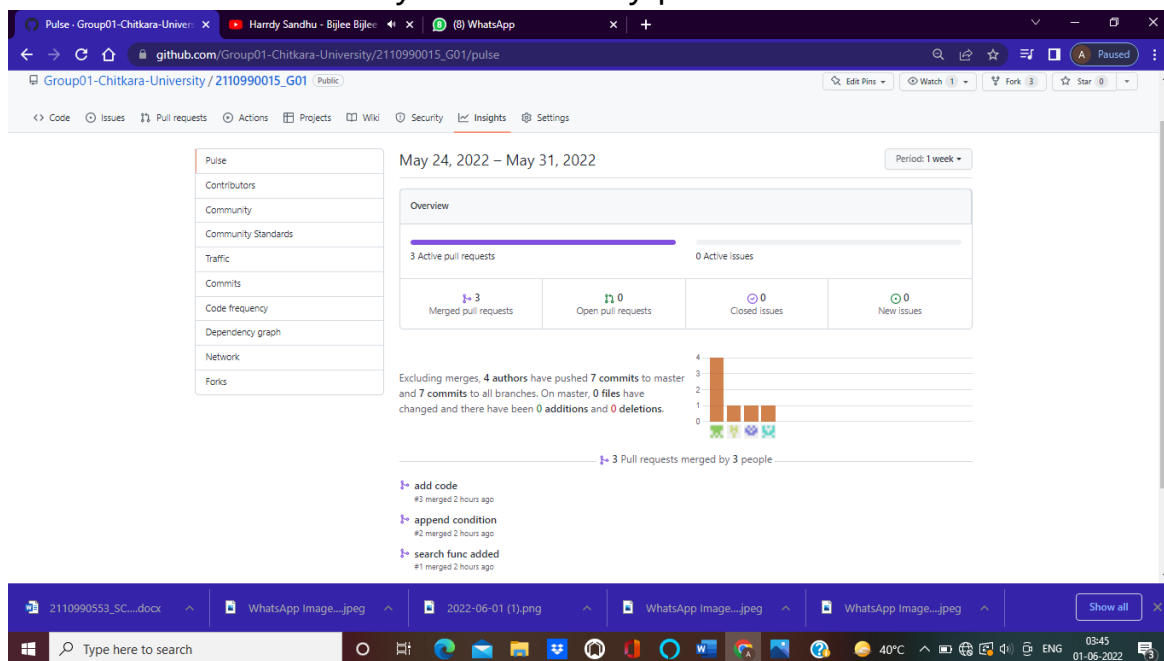 Pulse · Group01-Chitkara-Univers
Harrdy Sandhu - Bijlee Bijlee
(8) WhatsApp
github.com/Group01-Chitkara-University/2110990015_G01/pulse
A Paused
Group01-Chitkara-University / 2110990015_G01 Public
Edit Pins
Watch 1
Fork 3
Star 0
<> Code Issues Pull requests Actions Projects Wiki Security Insights Settings
Pulse
Contributors
Community
Community Standards
Traffic
Commits
Code frequency
Dependency graph
Network
Forks
May 24, 2022 – May 31, 2022
Period: 1 week
Overview
3 Active pull requests
0 Active issues
3
Merged pull requests
0
Open pull requests
0
Closed issues
0
New issues
Excluding merges, 4 authors have pushed 7 commits to master
and 7 commits to all branches. On master, 0 files have
changed and there have been 0 additions and 0 deletions.
4
3
2
1
0
3 Pull requests merged by 3 people
add code
#3 merged 2 hours ago
append condition
#2 merged 2 hours ago
search func added
#1 merged 2 hours ago
2110990553_SC....docx
WhatsApp Image....jpeg
2022-06-01 (1).png
WhatsApp Image....jpeg
WhatsApp Image....jpeg
Show all
Type here to search
40°C
ENG
03:45
01-06-2022
3